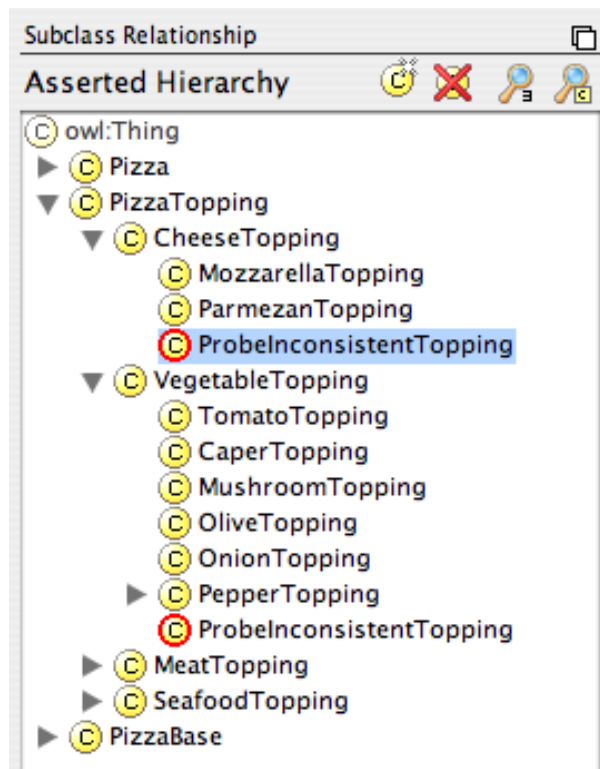 Subclass Relationship
Asserted Hierarchy
C owl:Thing
C Pizza
C PizzaTopping
C CheeseTopping
C MozzarellaTopping
C ParmezanTopping
C ProbeInconsistentTopping
C VegetableTopping
C TomatoTopping
C CaperTopping
C MushroomTopping
C OliveTopping
C OnionTopping
C PepperTopping
C ProbeInconsistentTopping
C MeatTopping
C SeafoodTopping
C PizzaBase